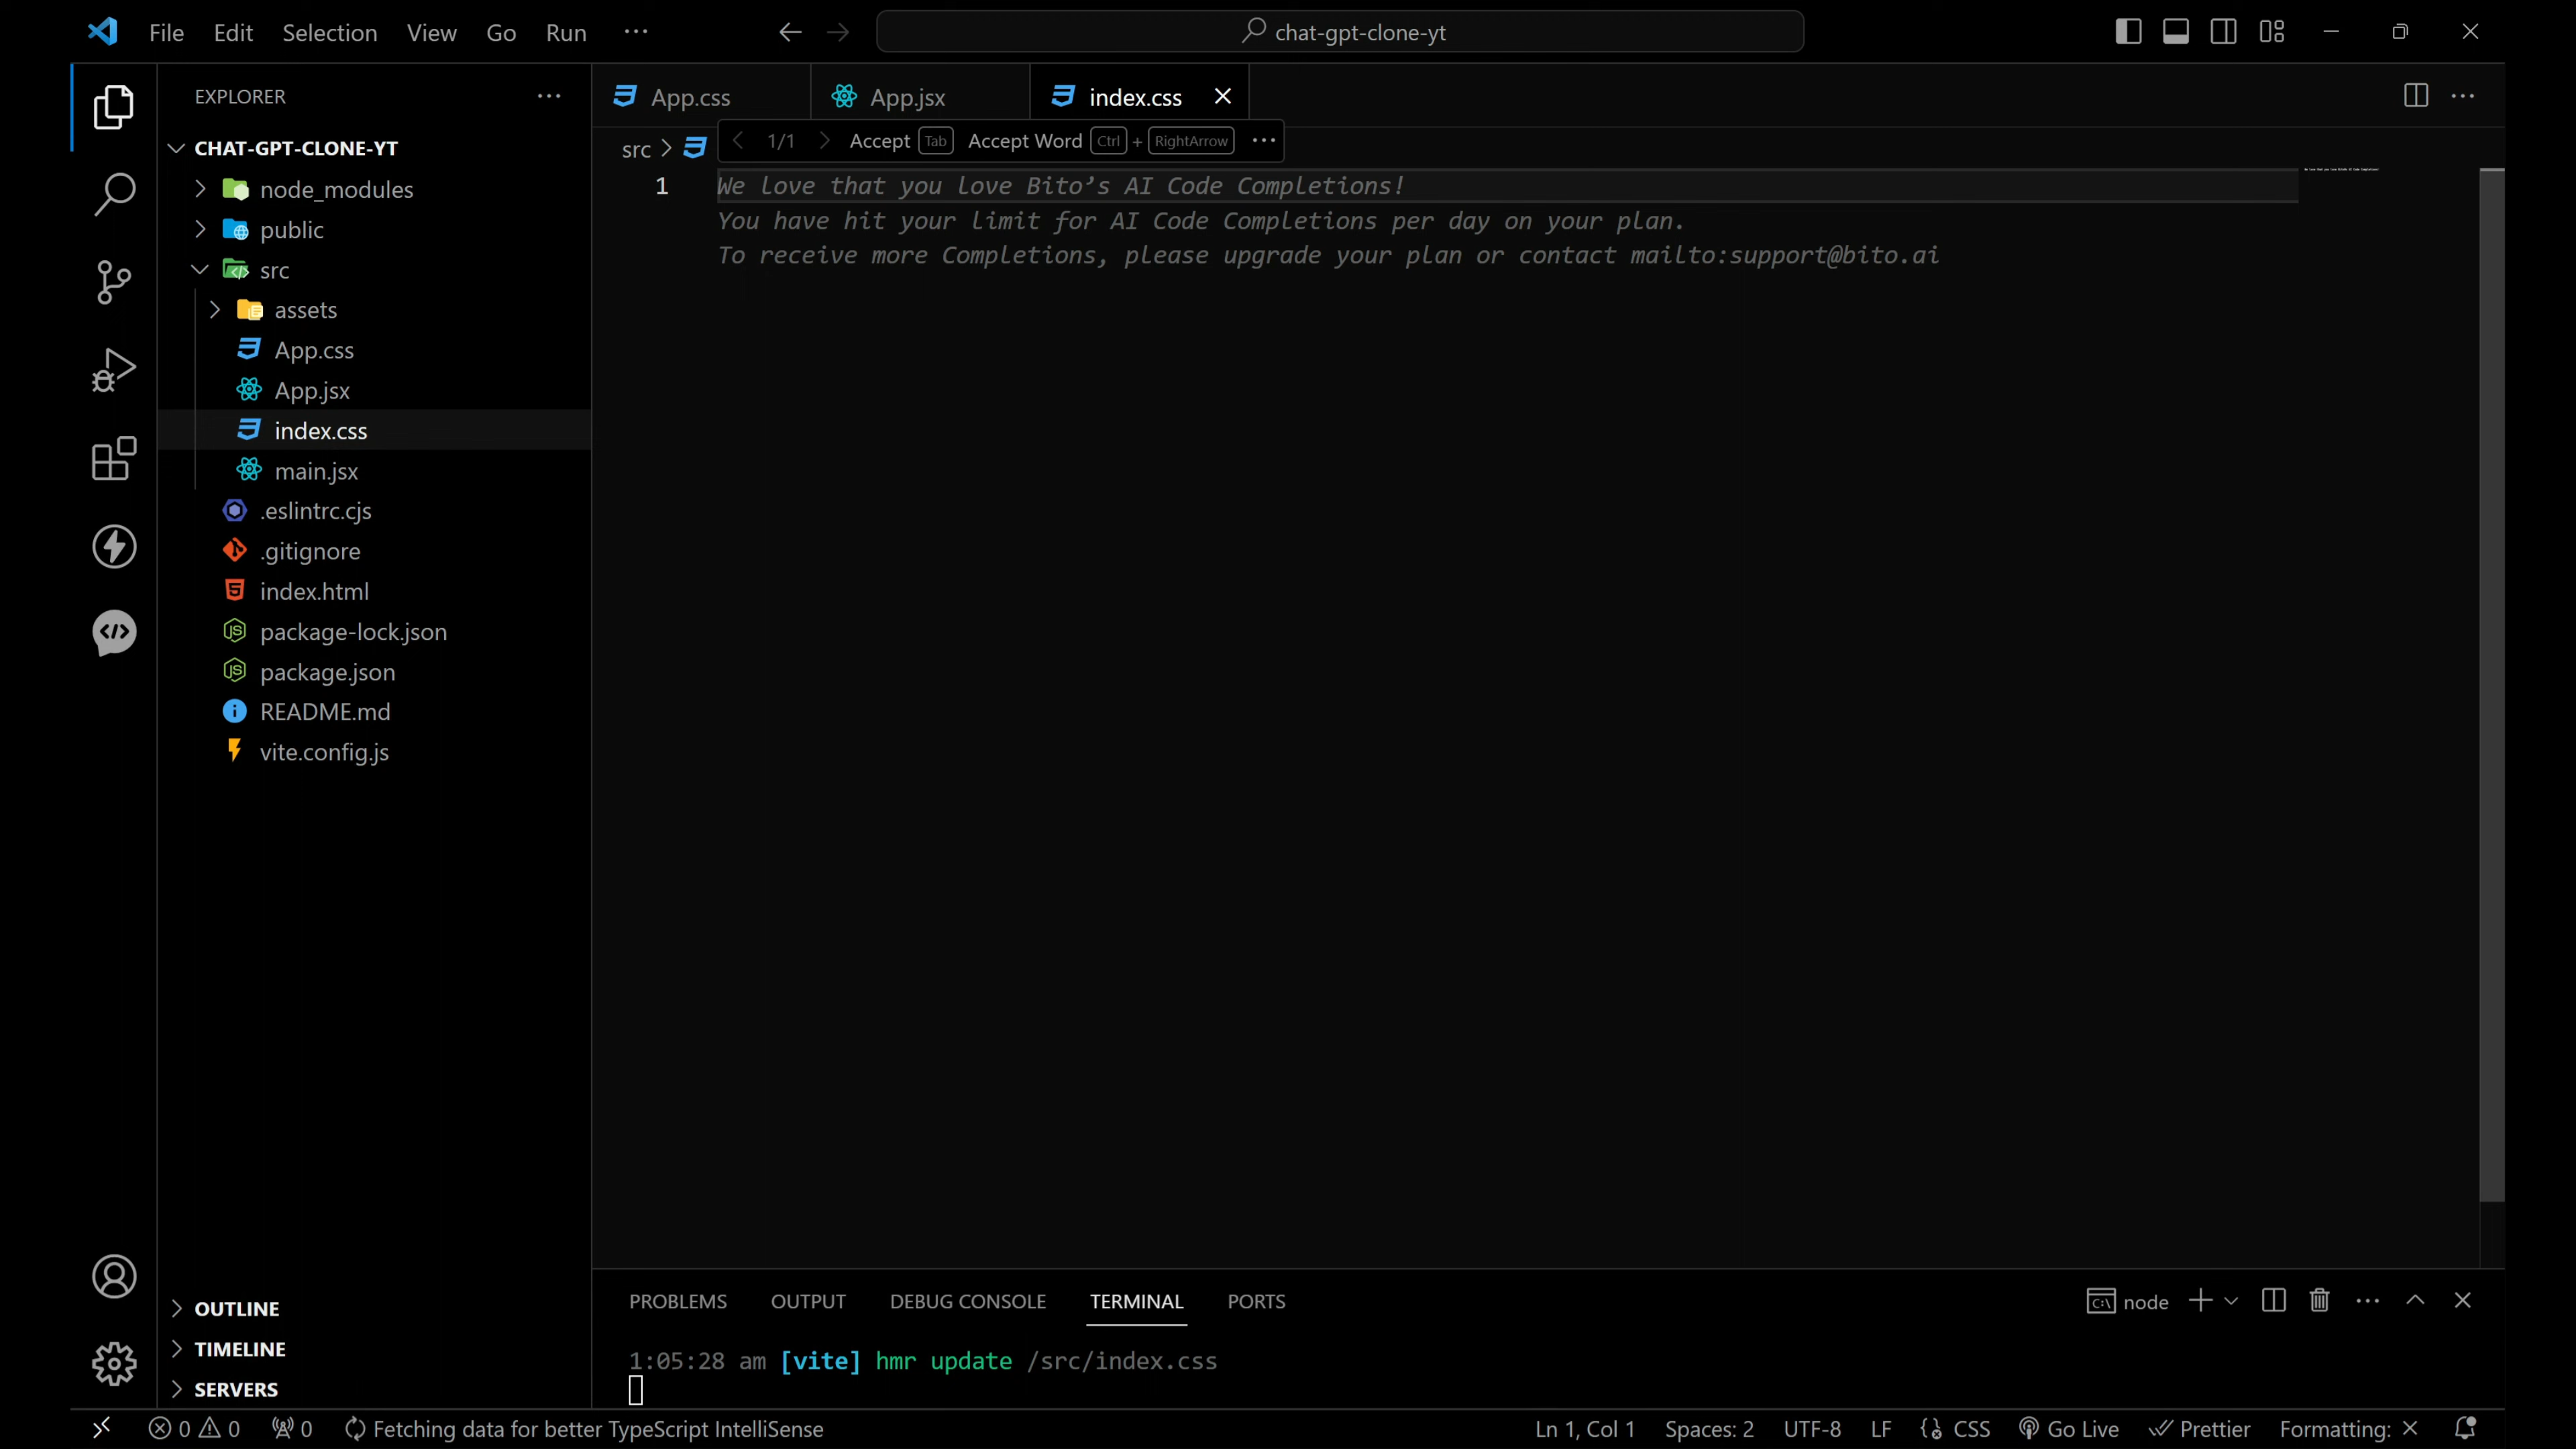 File Edit Selection View Go Run ··· chat-gpt-clone-yt
EXPLORER ···
CHAT-GPT-CLONE-YT
node_modules
public
src
assets
App.css
App.jsx
index.css
main.jsx
.eslintrc.cjs
.gitignore
index.html
package-lock.json
package.json
README.md
vite.config.js
OUTLINE
TIMELINE
SERVERS
App.css App.jsx index.css
src > 1/1 Accept Tab Accept Word Ctrl + RightArrow ···
1 We love that you love Bito’s AI Code Completions!
You have hit your limit for AI Code Completions per day on your plan.
To receive more Completions, please upgrade your plan or contact mailto:support@bito.ai
PROBLEMS OUTPUT DEBUG CONSOLE TERMINAL PORTS node
1:05:28 am [vite] hmr update /src/index.css
0 0 0 Fetching data for better TypeScript IntelliSense Ln 1, Col 1 Spaces: 2 UTF-8 LF CSS Go Live Prettier Formatting: ×